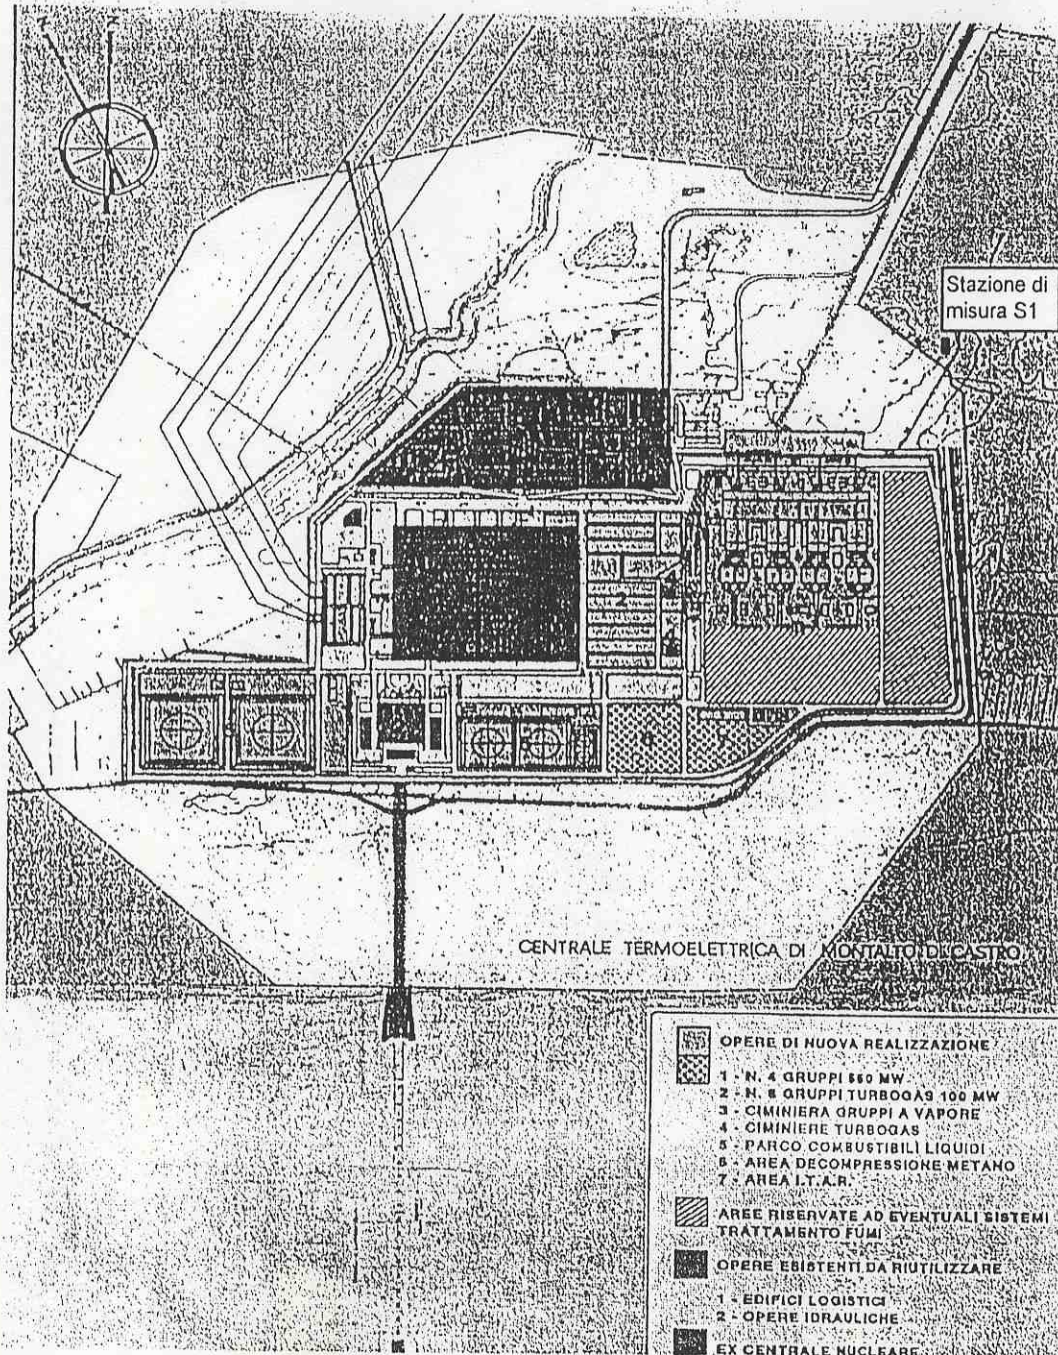 Stazione di
misura S1
CENTRALE TERMOELETTRICA DI MONTALTO DI CASTRO
OPERE DI NUOVA REALIZZAZIONE
1 - N. 4 GRUPPI 660 MW
2 - N. 8 GRUPPI TURBOGAS 100 MW
3 - CIMINIERA GRUPPI A VAPORE
4 - CIMINIERE TURBOGAS
5 - PARCO COMBUSTIBILI LIQUIDI
6 - AREA DECOMPRESSIONE METANO
7 - AREA I.T.A.R.
AREE RISERVATE AD EVENTUALI SISTEMI
TRATTAMENTO FUMI
OPERE ESISTENTI DA RIUTILIZZARE
1 - EDIFICI LOGISTICI
2 - OPERE IDRAULICHE
EX CENTRALE NUCLEARE